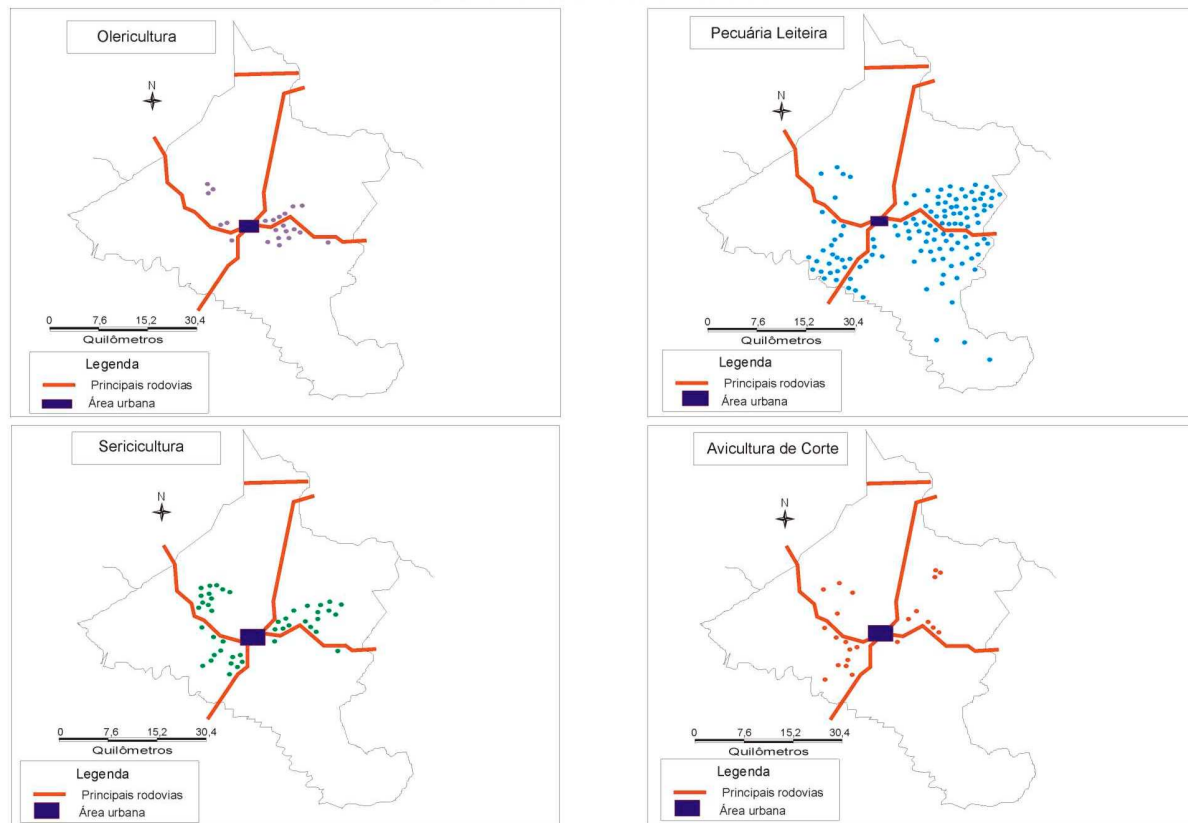 Olericultura
N
0 7,6 15,2 30,4
Quilômetros
Legenda
Principais rodovias
Área urbana
Pecuária Leiteira
N
0 7,6 15,2 30,4
Quilômetros
Legenda
Principais rodovias
Área urbana
Sericicultura
N
0 7,6 15,2 30,4
Quilômetros
Legenda
Principais rodovias
Área urbana
Avicultura de Corte
N
0 7,6 15,2 30,4
Quilômetros
Legenda
Principais rodovias
Área urbana